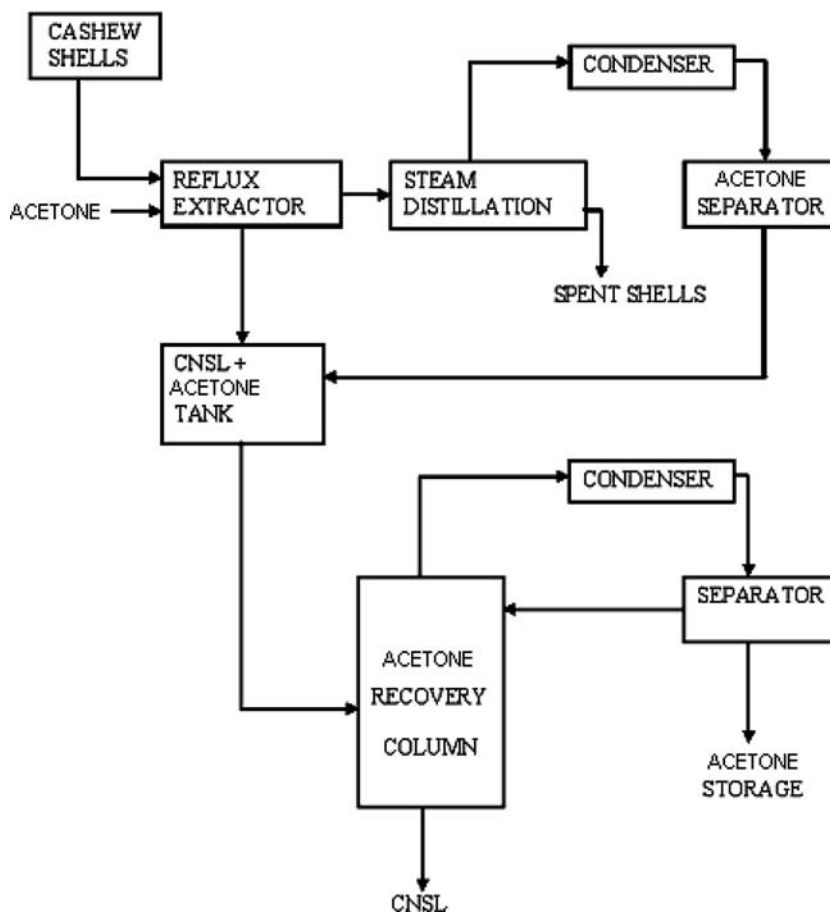 CASHEW
SHELLS
CONDENSER
REFLUX
EXTRACTOR
STEAM
DISTILLATION
ACETONE
SEPARATOR
ACETONE
SPENT SHELLS
CNSL +
ACETONE
TANK
CONDENSER
SEPARATOR
ACETONE
RECOVERY
COLUMN
ACETONE
STORAGE
CNSL